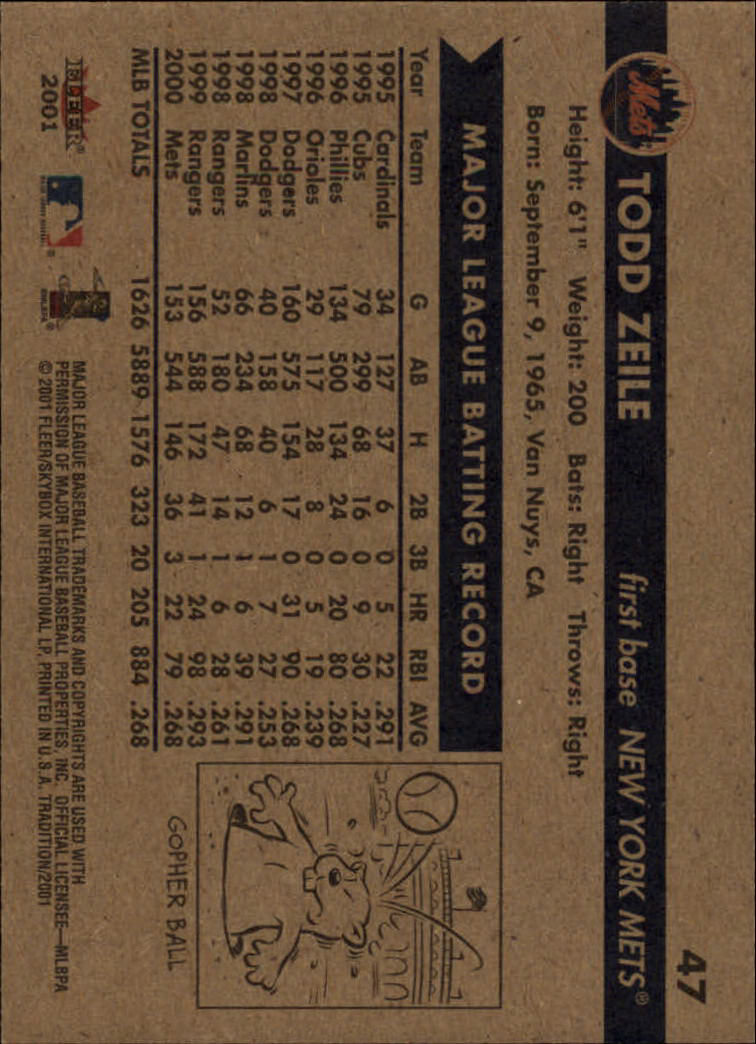 47
Mets
TODD ZEILE first base NEW YORK METS®
Height: 6'1" Weight: 200 Bats: Right Throws: Right
Born: September 9, 1965, Van Nuys, CA
MAJOR LEAGUE BATTING RECORD
Year Team G AB H 2B 3B HR RBI AVG
1995 Cardinals 34 127 37 6 0 5 22 .291
1995 Cubs 79 299 68 16 0 9 30 .227
1996 Phillies 134 500 134 24 0 20 80 .268
1996 Orioles 29 117 28 8 0 5 19 .239
1997 Dodgers 160 575 154 17 0 31 90 .268
1998 Dodgers 40 158 40 6 1 7 27 .253
1998 Marlins 66 234 68 12 1 6 39 .291
1998 Rangers 52 180 47 14 1 6 28 .261
1999 Rangers 156 588 172 41 1 24 98 .293
2000 Mets 153 544 146 36 3 22 79 .268
MLB TOTALS 1626 5889 1576 323 20 205 884 .268
GOPHER BALL
FLEER®
2001
MAJOR LEAGUE BASEBALL TRADEMARKS AND COPYRIGHTS ARE USED WITH
PERMISSION OF MAJOR LEAGUE BASEBALL PROPERTIES, INC. OFFICIAL LICENSEE—MLBPA
© 2001 FLEER/SKYBOX INTERNATIONAL LP. PRINTED IN U.S.A. TRADITION/2001